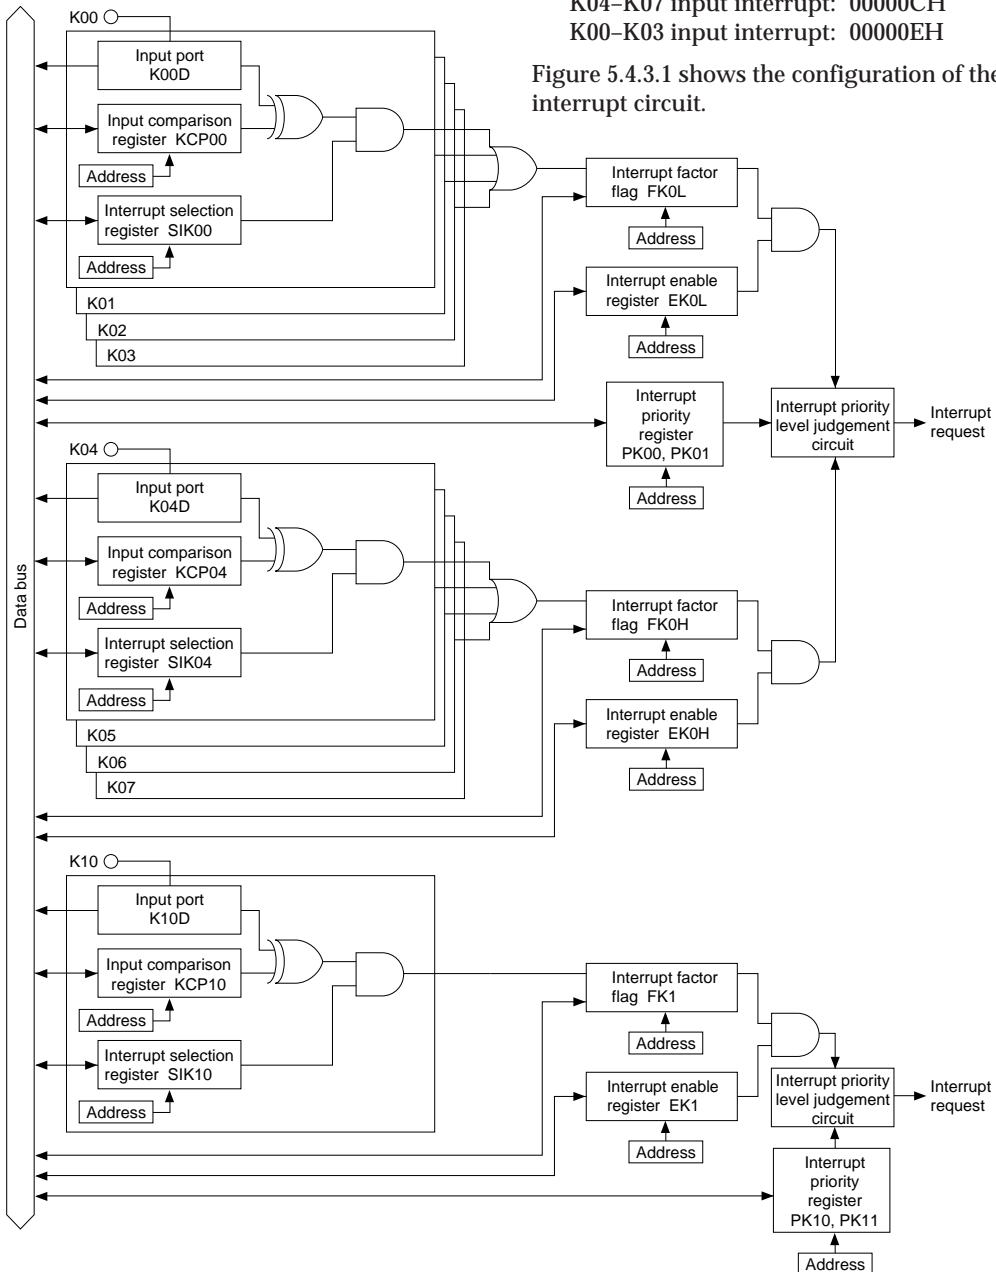 K04–K07 input interrupt: 00000CH
K00–K03 input interrupt: 00000EH
Figure 5.4.3.1 shows the configuration of the
interrupt circuit.
Data bus
K00
Input port
K00D
Input comparison
register KCP00
Address
Interrupt selection
register SIK00
Address
K01
K02
K03
Interrupt factor
flag FK0L
Address
Interrupt enable
register EK0L
Address
Interrupt
priority
register
PK00, PK01
Address
Interrupt priority
level judgement
circuit
Interrupt
request
K04
Input port
K04D
Input comparison
register KCP04
Address
Interrupt selection
register SIK04
Address
K05
K06
K07
Interrupt factor
flag FK0H
Address
Interrupt enable
register EK0H
Address
K10
Input port
K10D
Input comparison
register KCP10
Address
Interrupt selection
register SIK10
Address
Interrupt factor
flag FK1
Address
Interrupt enable
register EK1
Address
Interrupt priority
level judgement
circuit
Interrupt
request
Interrupt
priority
register
PK10, PK11
Address